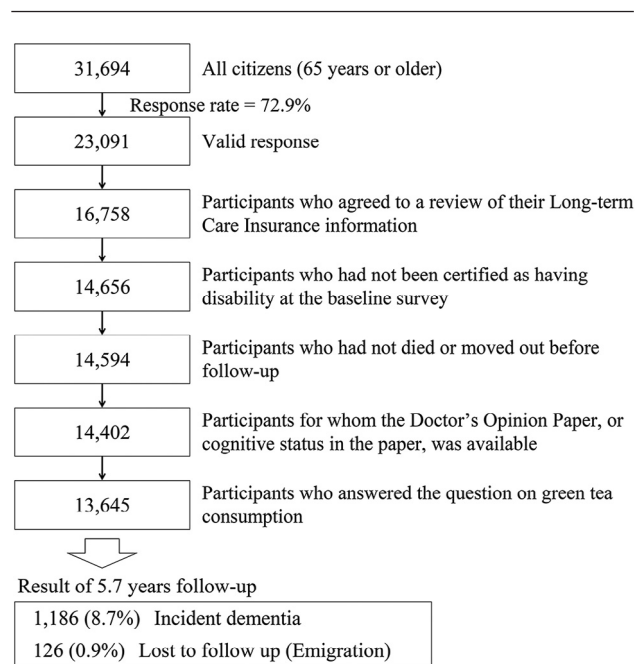 31,694 All citizens (65 years or older)
Response rate = 72.9%
23,091 Valid response
16,758 Participants who agreed to a review of their Long-term
Care Insurance information
14,656 Participants who had not been certified as having
disability at the baseline survey
14,594 Participants who had not died or moved out before
follow-up
14,402 Participants for whom the Doctor's Opinion Paper, or
cognitive status in the paper, was available
13,645 Participants who answered the question on green tea
consumption
Result of 5.7 years follow-up
1,186 (8.7%) Incident dementia
126 (0.9%) Lost to follow up (Emigration)